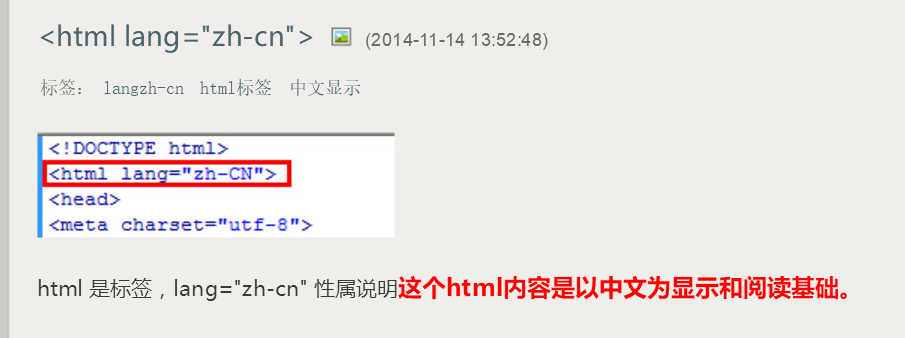 <html lang="zh-cn"> (2014-11-14 13:52:48)
标签： langzh-cn html标签 中文显示
<!DOCTYPE html>
<html lang="zh-CN">
<head>
<meta charset="utf-8">
html 是标签，lang="zh-cn" 性属说明这个html内容是以中文为显示和阅读基础。